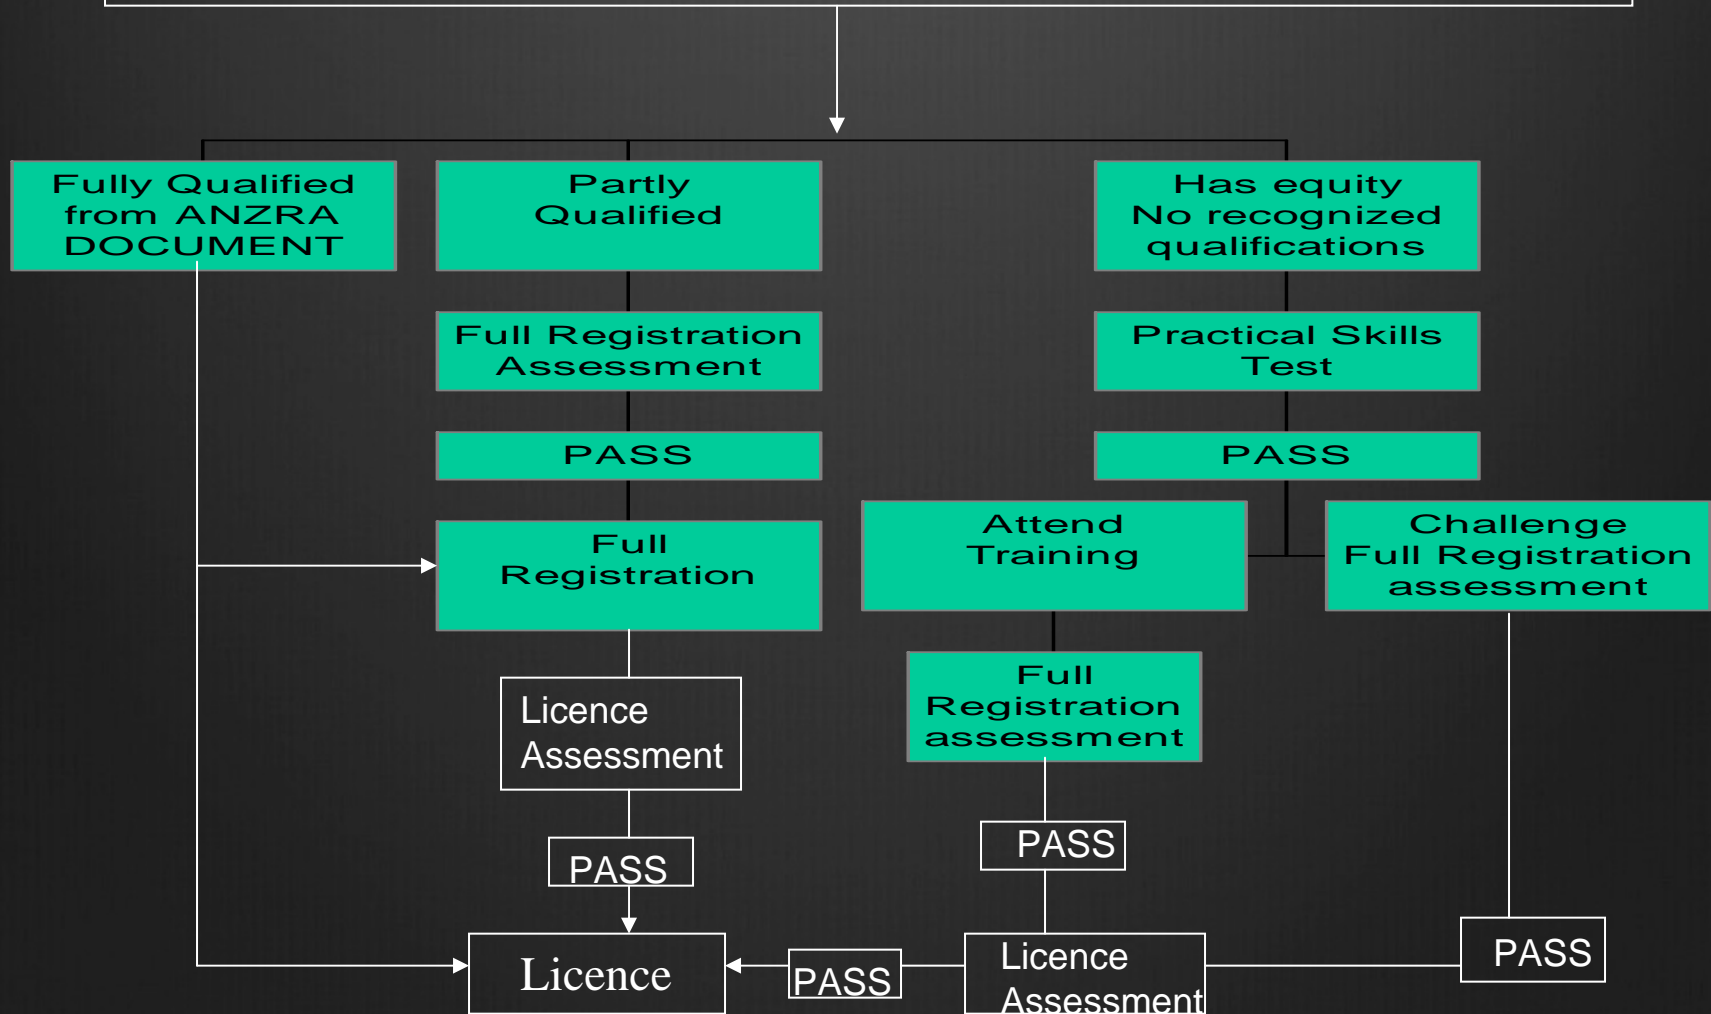 Fully Qualified
from ANZRA
DOCUMENT
Partly
Qualified
Has equity
No recognized
qualifications
Full Registration
Assessment
Practical Skills
Test
PASS
PASS
Full
Registration
Attend
Training
Challenge
Full Registration
assessment
Licence
Assessment
Full
Registration
assessment
PASS
PASS
Licence
PASS
Licence
Assessment
PASS